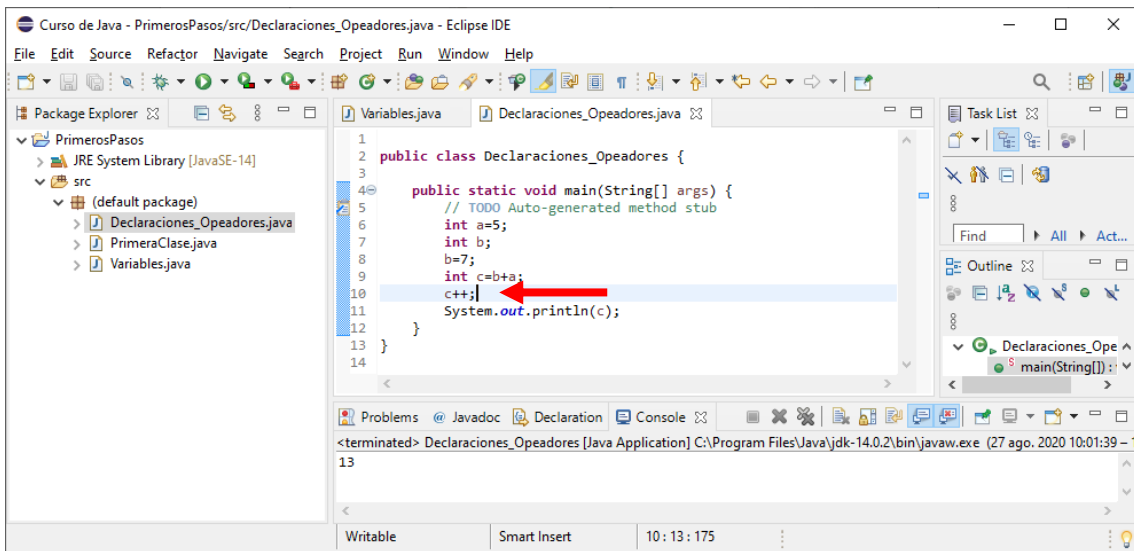 Curso de Java - PrimerosPasos/src/Declaraciones_Opeadores.java - Eclipse IDE
File Edit Source Refactor Navigate Search Project Run Window Help
Package Explorer
PrimerosPasos
JRE System Library [JavaSE-14]
src
(default package)
Declaraciones_Opeadores.java
PrimeraClase.java
Variables.java
Variables.java Declaraciones_Opeadores.java
1
2 public class Declaraciones_Opeadores {
3
4 public static void main(String[] args) {
5 // TODO Auto-generated method stub
6 int a=5;
7 int b;
8 b=7;
9 int c=b+a;
10 c++;
11 System.out.println(c);
12 }
13 }
14
Task List
Find All Act...
Outline
Declaraciones_Ope
main(String[]) :
Problems @ Javadoc Declaration Console
<terminated> Declaraciones_Opeadores [Java Application] C:\Program Files\Java\jdk-14.0.2\bin\javaw.exe (27 ago. 2020 10:01:39 –
13
Writable Smart Insert 10 : 13 : 175